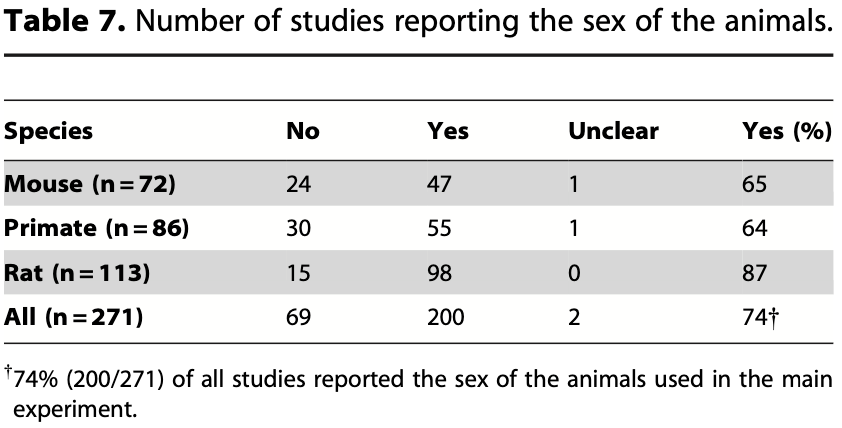 Table 7. Number of studies reporting the sex of the animals.
Species No Yes Unclear Yes (%)
Mouse (n = 72) 24 47 1 65
Primate (n = 86) 30 55 1 64
Rat (n = 113) 15 98 0 87
All (n = 271) 69 200 2 74†
†74% (200/271) of all studies reported the sex of the animals used in the main
experiment.